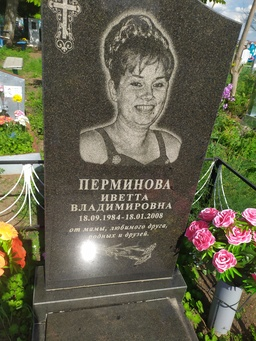 ПЕРМИНОВА
ИВЕТТА
ВЛАДИМИРОВНА
18.09.1984-18.01.2008
от мамы, любимого друга,
родных и друзей.